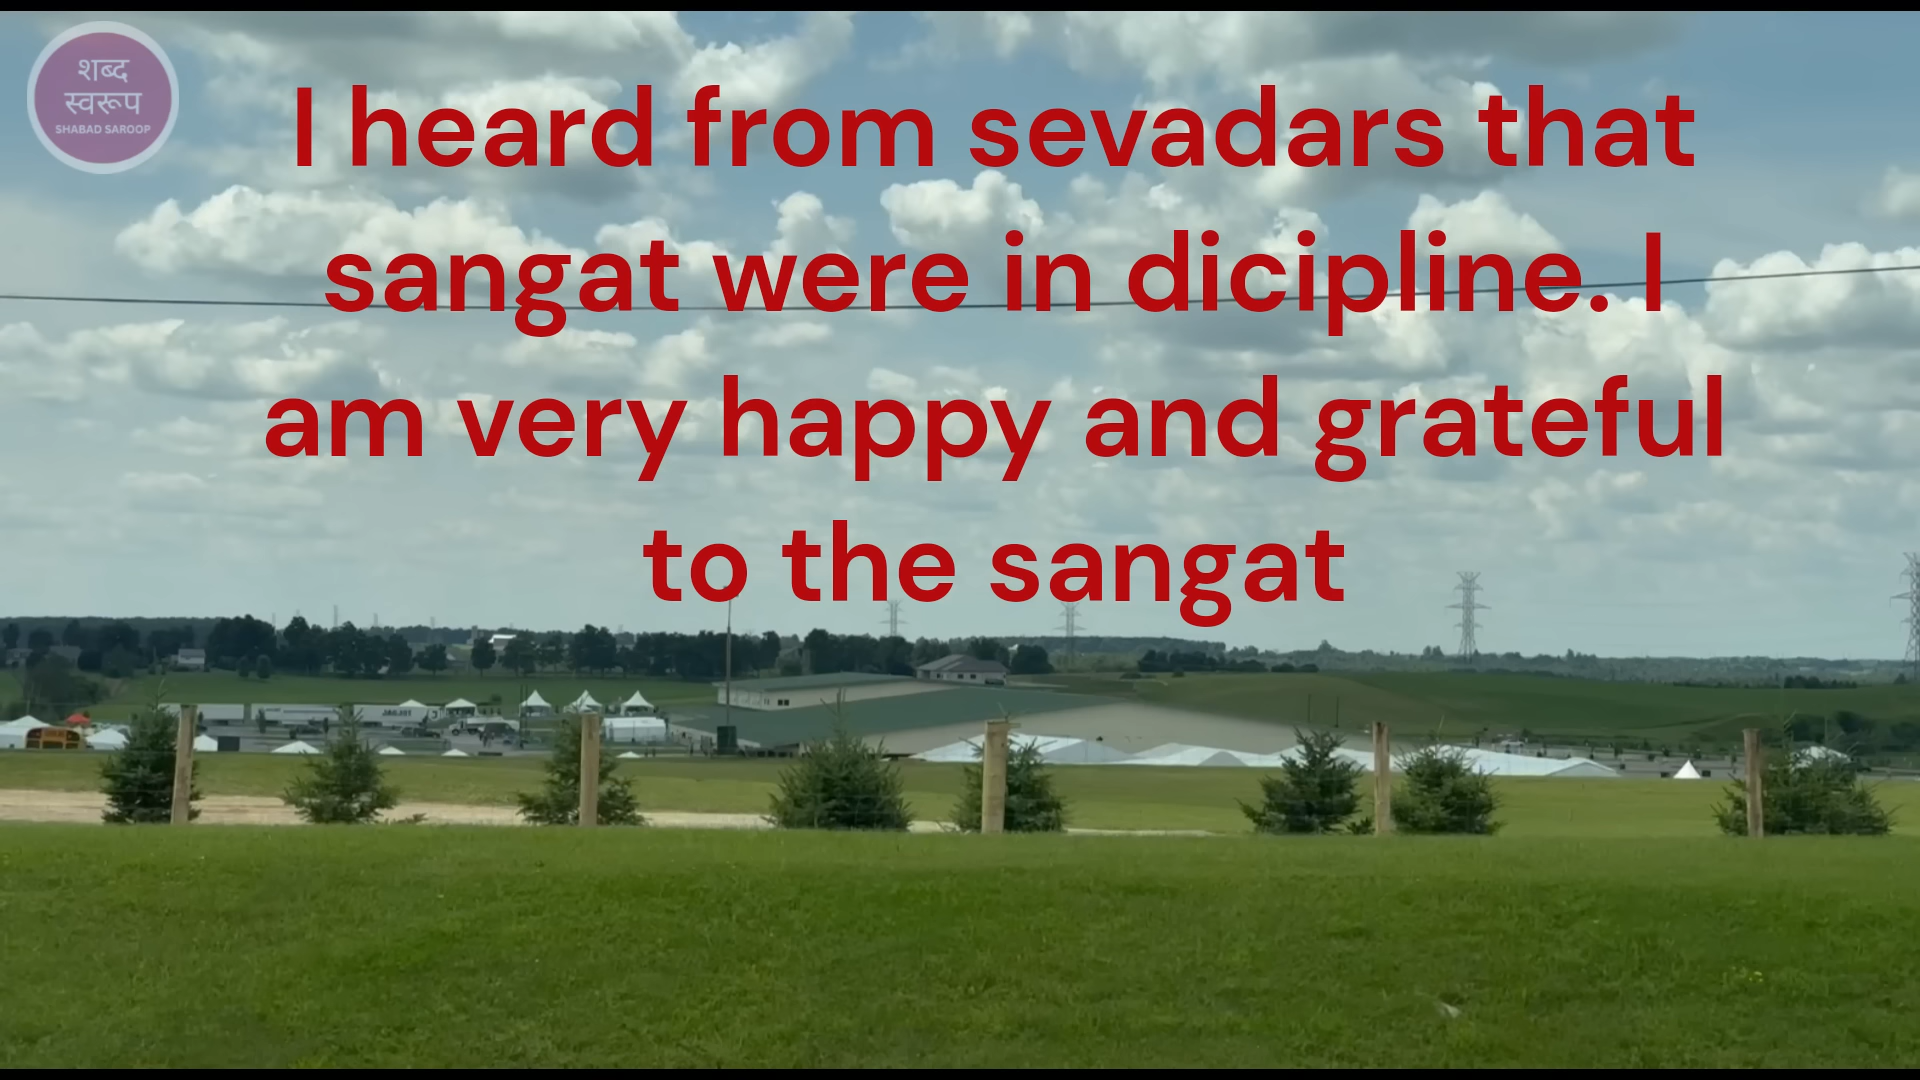 शब्द
स्वरूप
SHABAD SAROOP
I heard from sevadars that
sangat were in dicipline. I
am very happy and grateful
to the sangat